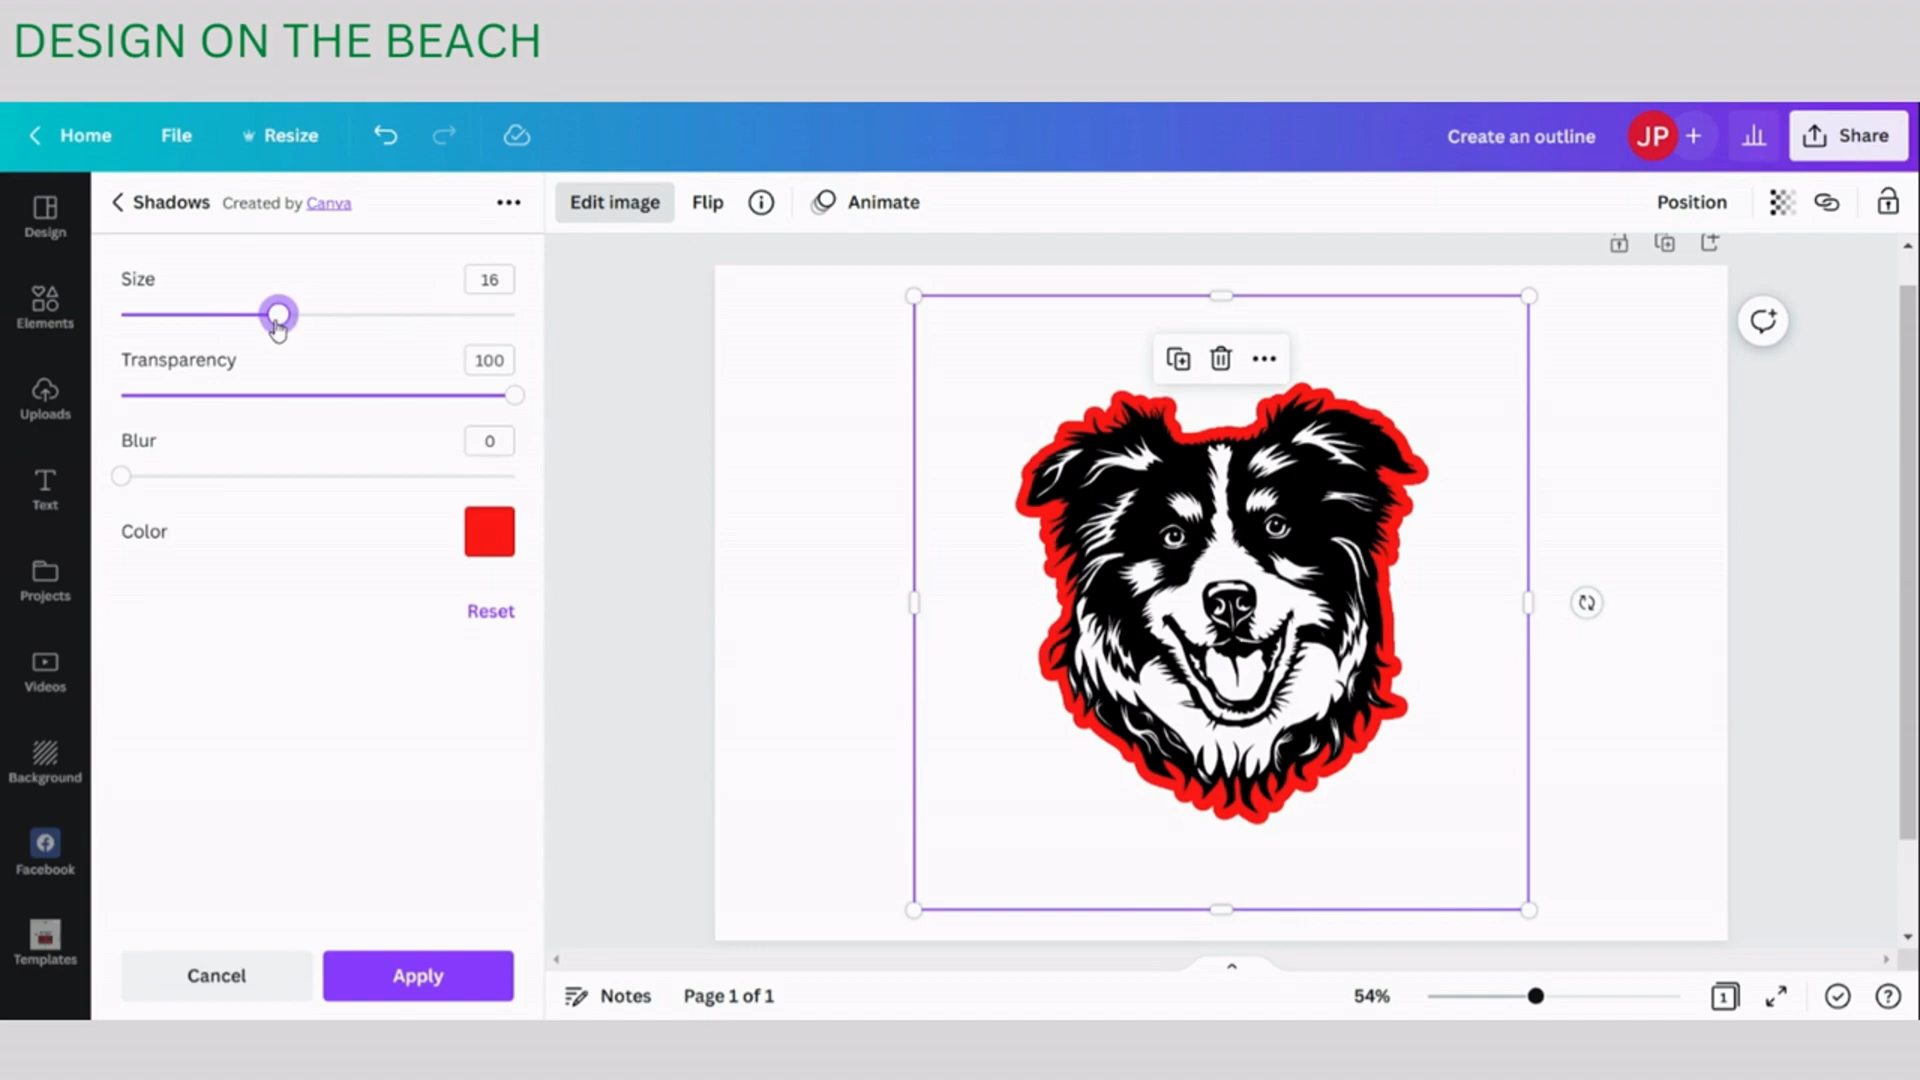 DESIGN ON THE BEACH
Home File Resize Create an outline JP + Share
Shadows Created by Canva Edit image Flip Animate Position
Design
Elements
Uploads
Text
Projects
Videos
Background
Facebook
Templates
Size 16
Transparency 100
Blur 0
Color
Reset
Cancel Apply
Notes Page 1 of 1 54% 1 ?